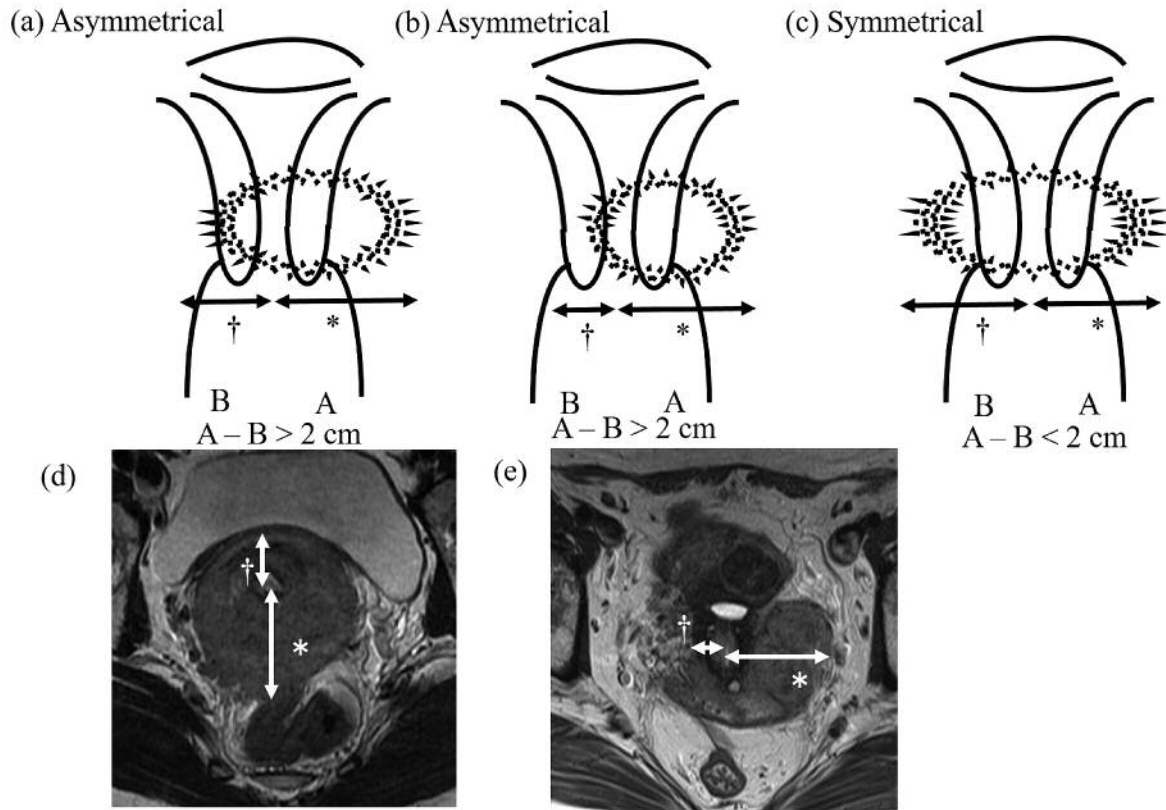 (a) Asymmetrical
(b) Asymmetrical
(c) Symmetrical
† *
† *
† *
B A
B A
B A
A – B > 2 cm
A – B > 2 cm
A – B < 2 cm
(d)
(e)
†
*
†
*